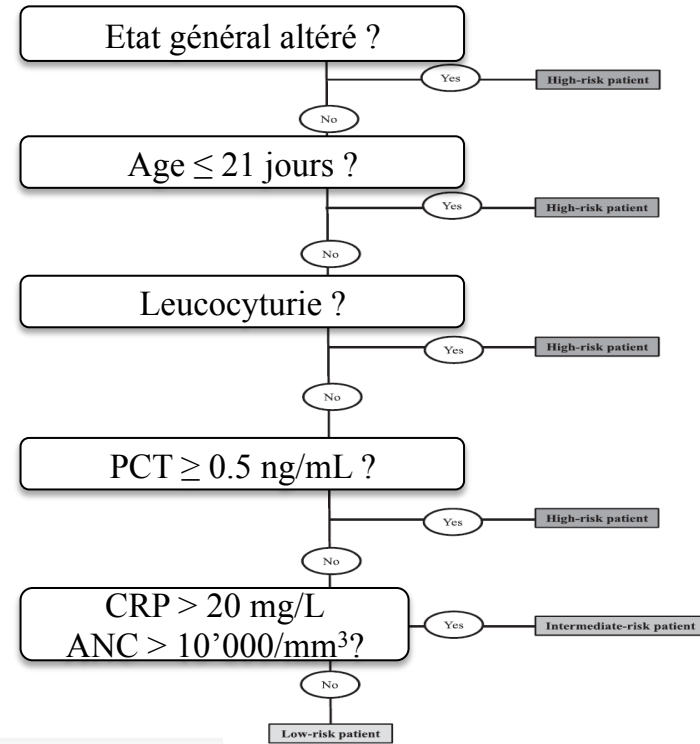 Etat général altéré ?
Yes
High-risk patient
No
Age ≤ 21 jours ?
Yes
High-risk patient
No
Leucocyturie ?
Yes
High-risk patient
No
PCT ≥ 0.5 ng/mL ?
Yes
High-risk patient
No
CRP > 20 mg/L
ANC > 10’000/mm³?
Yes
Intermediate-risk patient
No
Low-risk patient